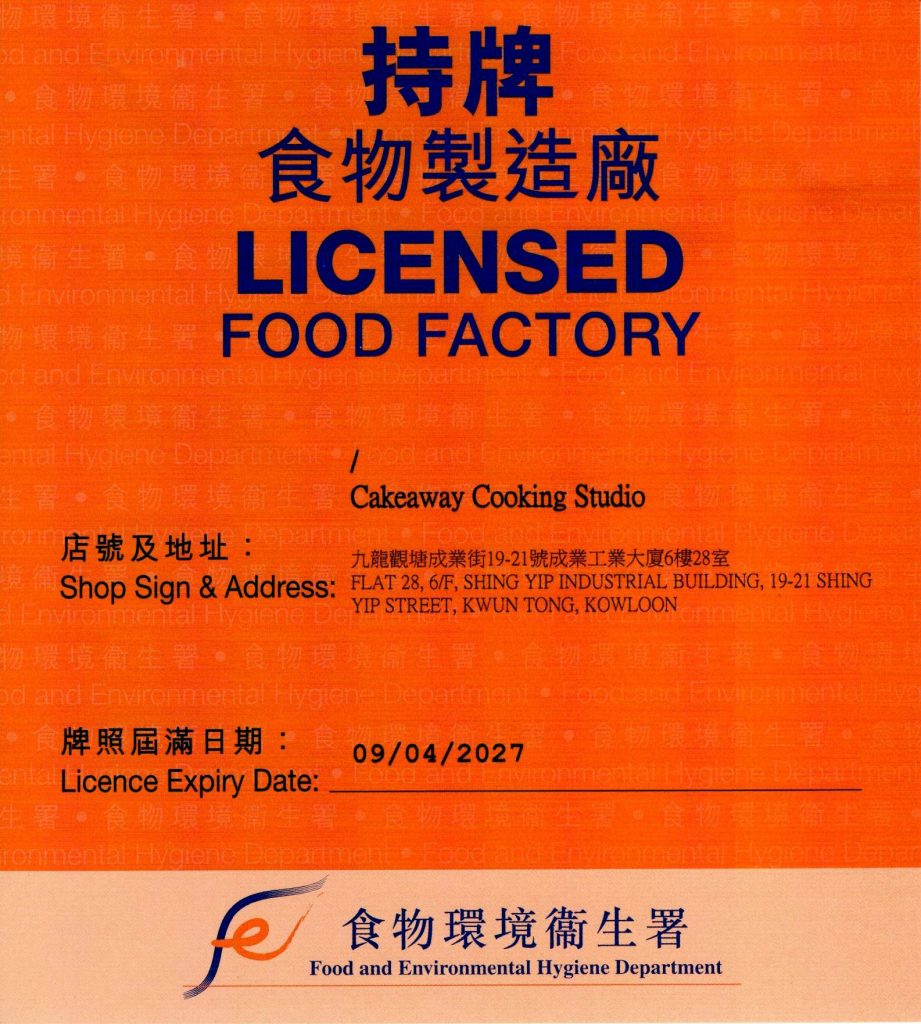 持牌
食物製造廠
LICENSED
FOOD FACTORY
/
Cakeaway Cooking Studio
店號及地址：
Shop Sign & Address:
九龍觀塘成業街19-21號成業工業大廈6樓28室
FLAT 28, 6/F, SHING YIP INDUSTRIAL BUILDING, 19-21 SHING
YIP STREET, KWUN TONG, KOWLOON
牌照屆滿日期：
Licence Expiry Date:
09/04/2027
食物環境衞生署
Food and Environmental Hygiene Department